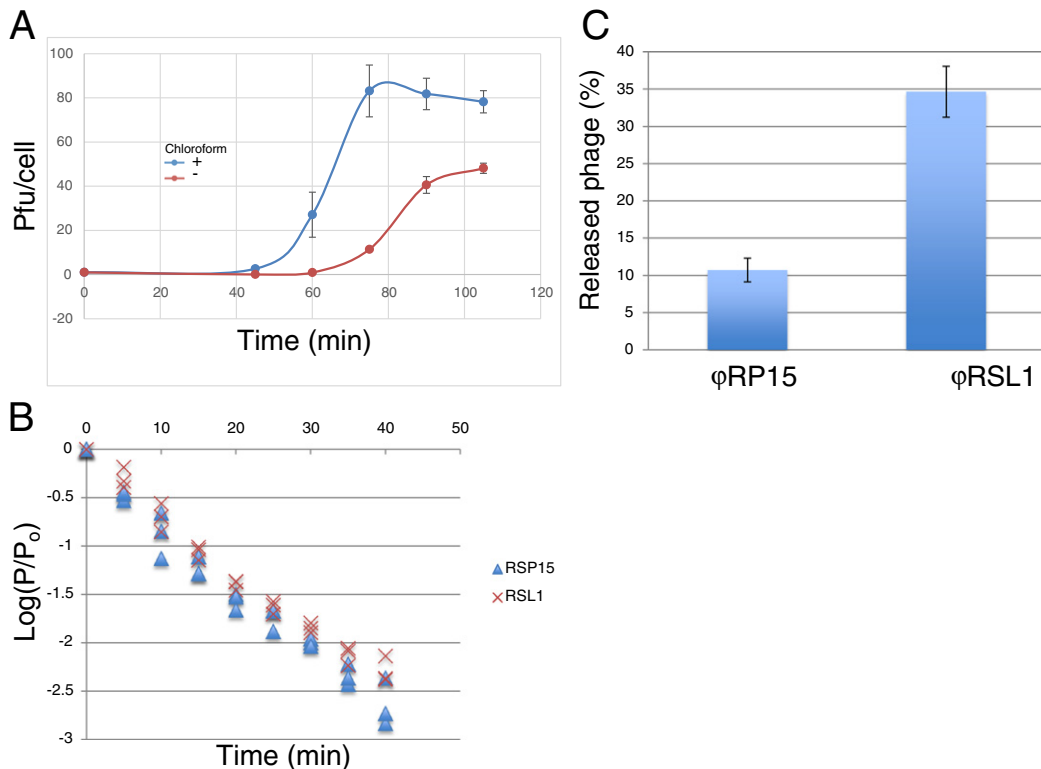 A
100
80
60
40
20
0
-20
0 20 40 60 80 100 120
Pfu/cell
Time (min)
Chloroform
+
-
B
0 10 20 30 40 50
0
-0.5
-1
-1.5
-2
-2.5
-3
Log(P/Po)
Time (min)
RSP15
RSL1
C
40
35
30
25
20
15
10
5
0
Released phage (%)
φRP15 φRSL1